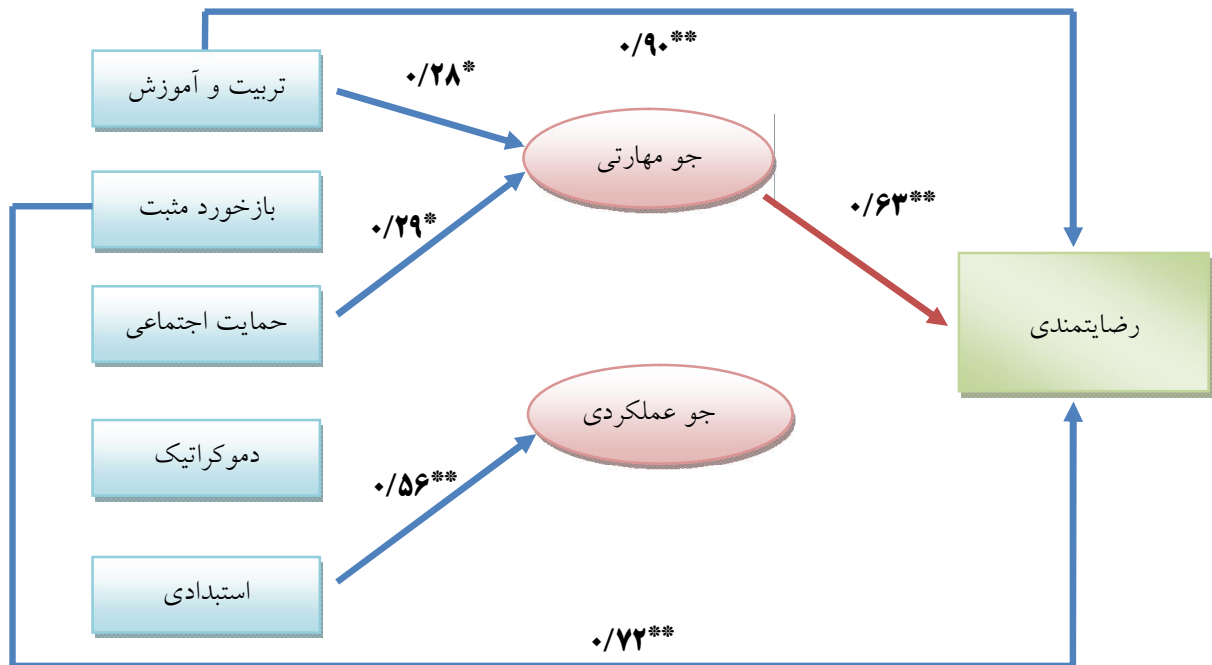 ۰/۹۰**
تربیت و آموزش
۰/۲۸*
جو مهارتی
بازخورد مثبت
۰/۲۹*
۰/۶۳**
حمایت اجتماعی
رضایتمندی
جو عملکردی
دموکراتیک
۰/۵۶**
استبدادی
۰/۷۲**